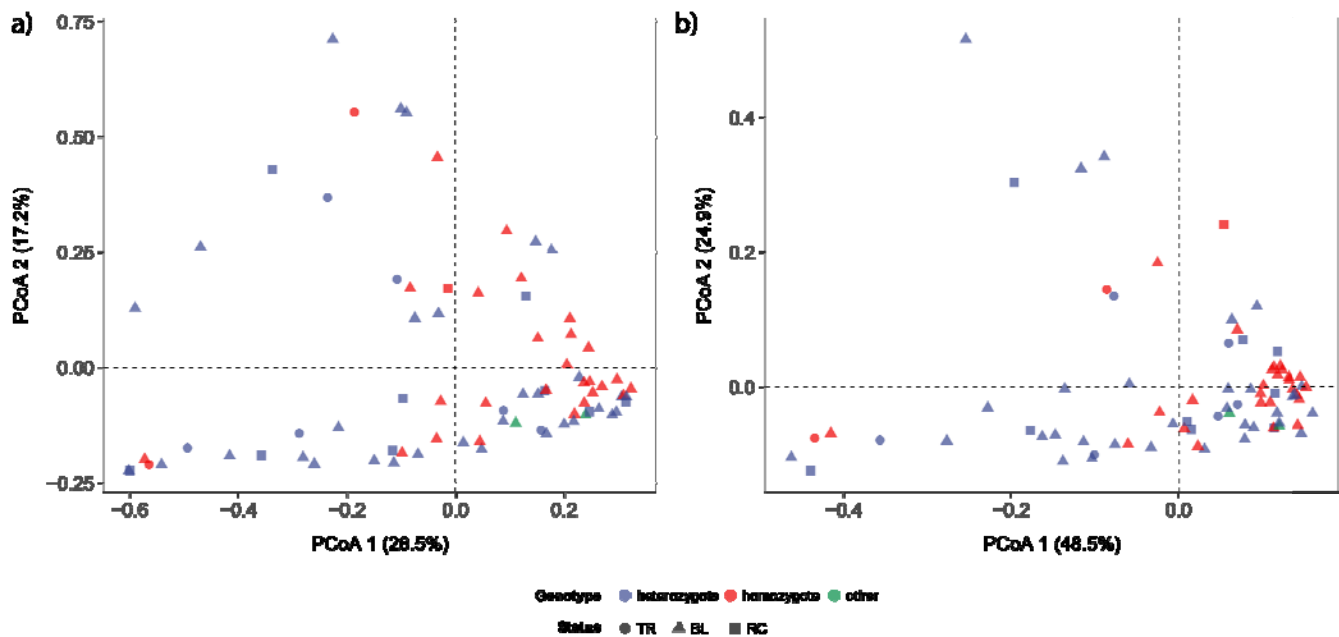 a)
PCoA 2 (17.2%)
0.75
0.50
0.25
0.00
−0.25
−0.6 −0.4 −0.2 0.0 0.2
PCoA 1 (28.5%)
b)
PCoA 2 (24.9%)
0.4
0.2
0.0
−0.4 −0.2 0.0
PCoA 1 (48.5%)
Genotype heterozygote homozygote other
Status TR BL RC